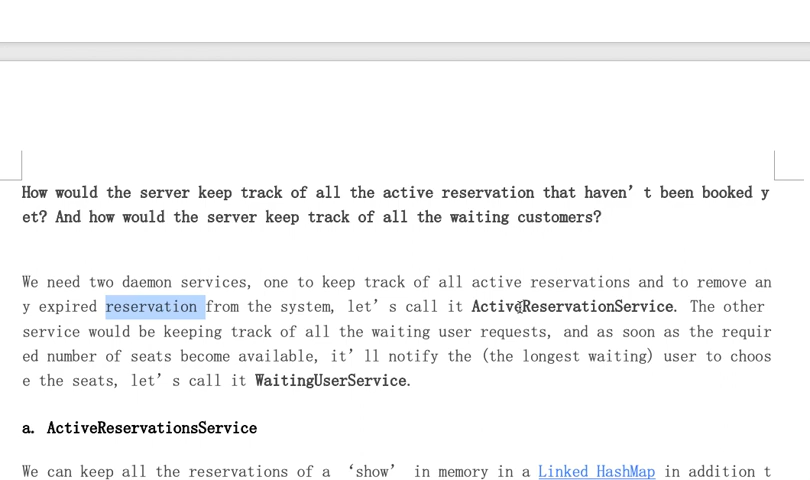 How would the server keep track of all the active reservation that haven’t been booked y
et? And how would the server keep track of all the waiting customers?
We need two daemon services, one to keep track of all active reservations and to remove an
y expired reservation from the system, let’s call it ActiveReservationService. The other
service would be keeping track of all the waiting user requests, and as soon as the requir
ed number of seats become available, it’ll notify the (the longest waiting) user to choos
e the seats, let’s call it WaitingUserService.
a. ActiveReservationsService
We can keep all the reservations of a ‘show’ in memory in a Linked HashMap in addition t